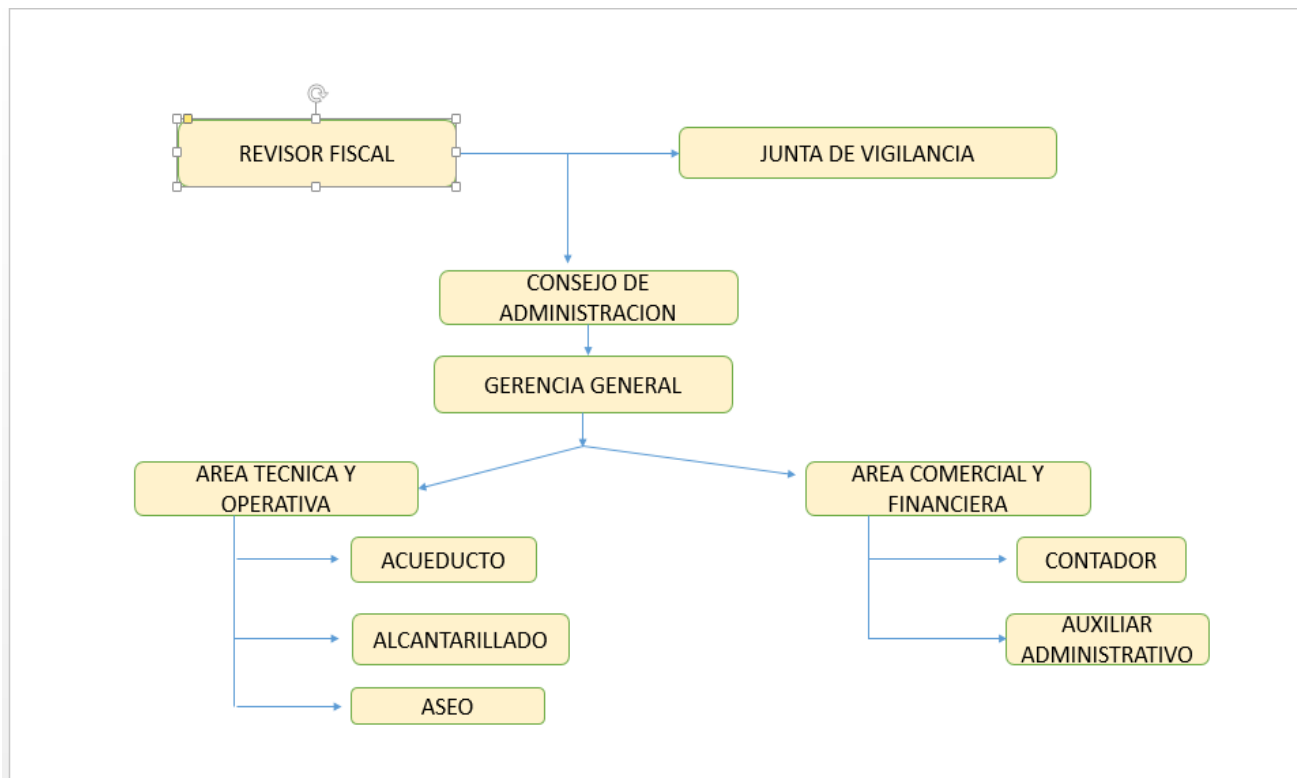 REVISOR FISCAL
JUNTA DE VIGILANCIA
CONSEJO DE
ADMINISTRACION
GERENCIA GENERAL
AREA TECNICA Y
OPERATIVA
AREA COMERCIAL Y
FINANCIERA
ACUEDUCTO
CONTADOR
ALCANTARILLADO
AUXILIAR
ADMINISTRATIVO
ASEO